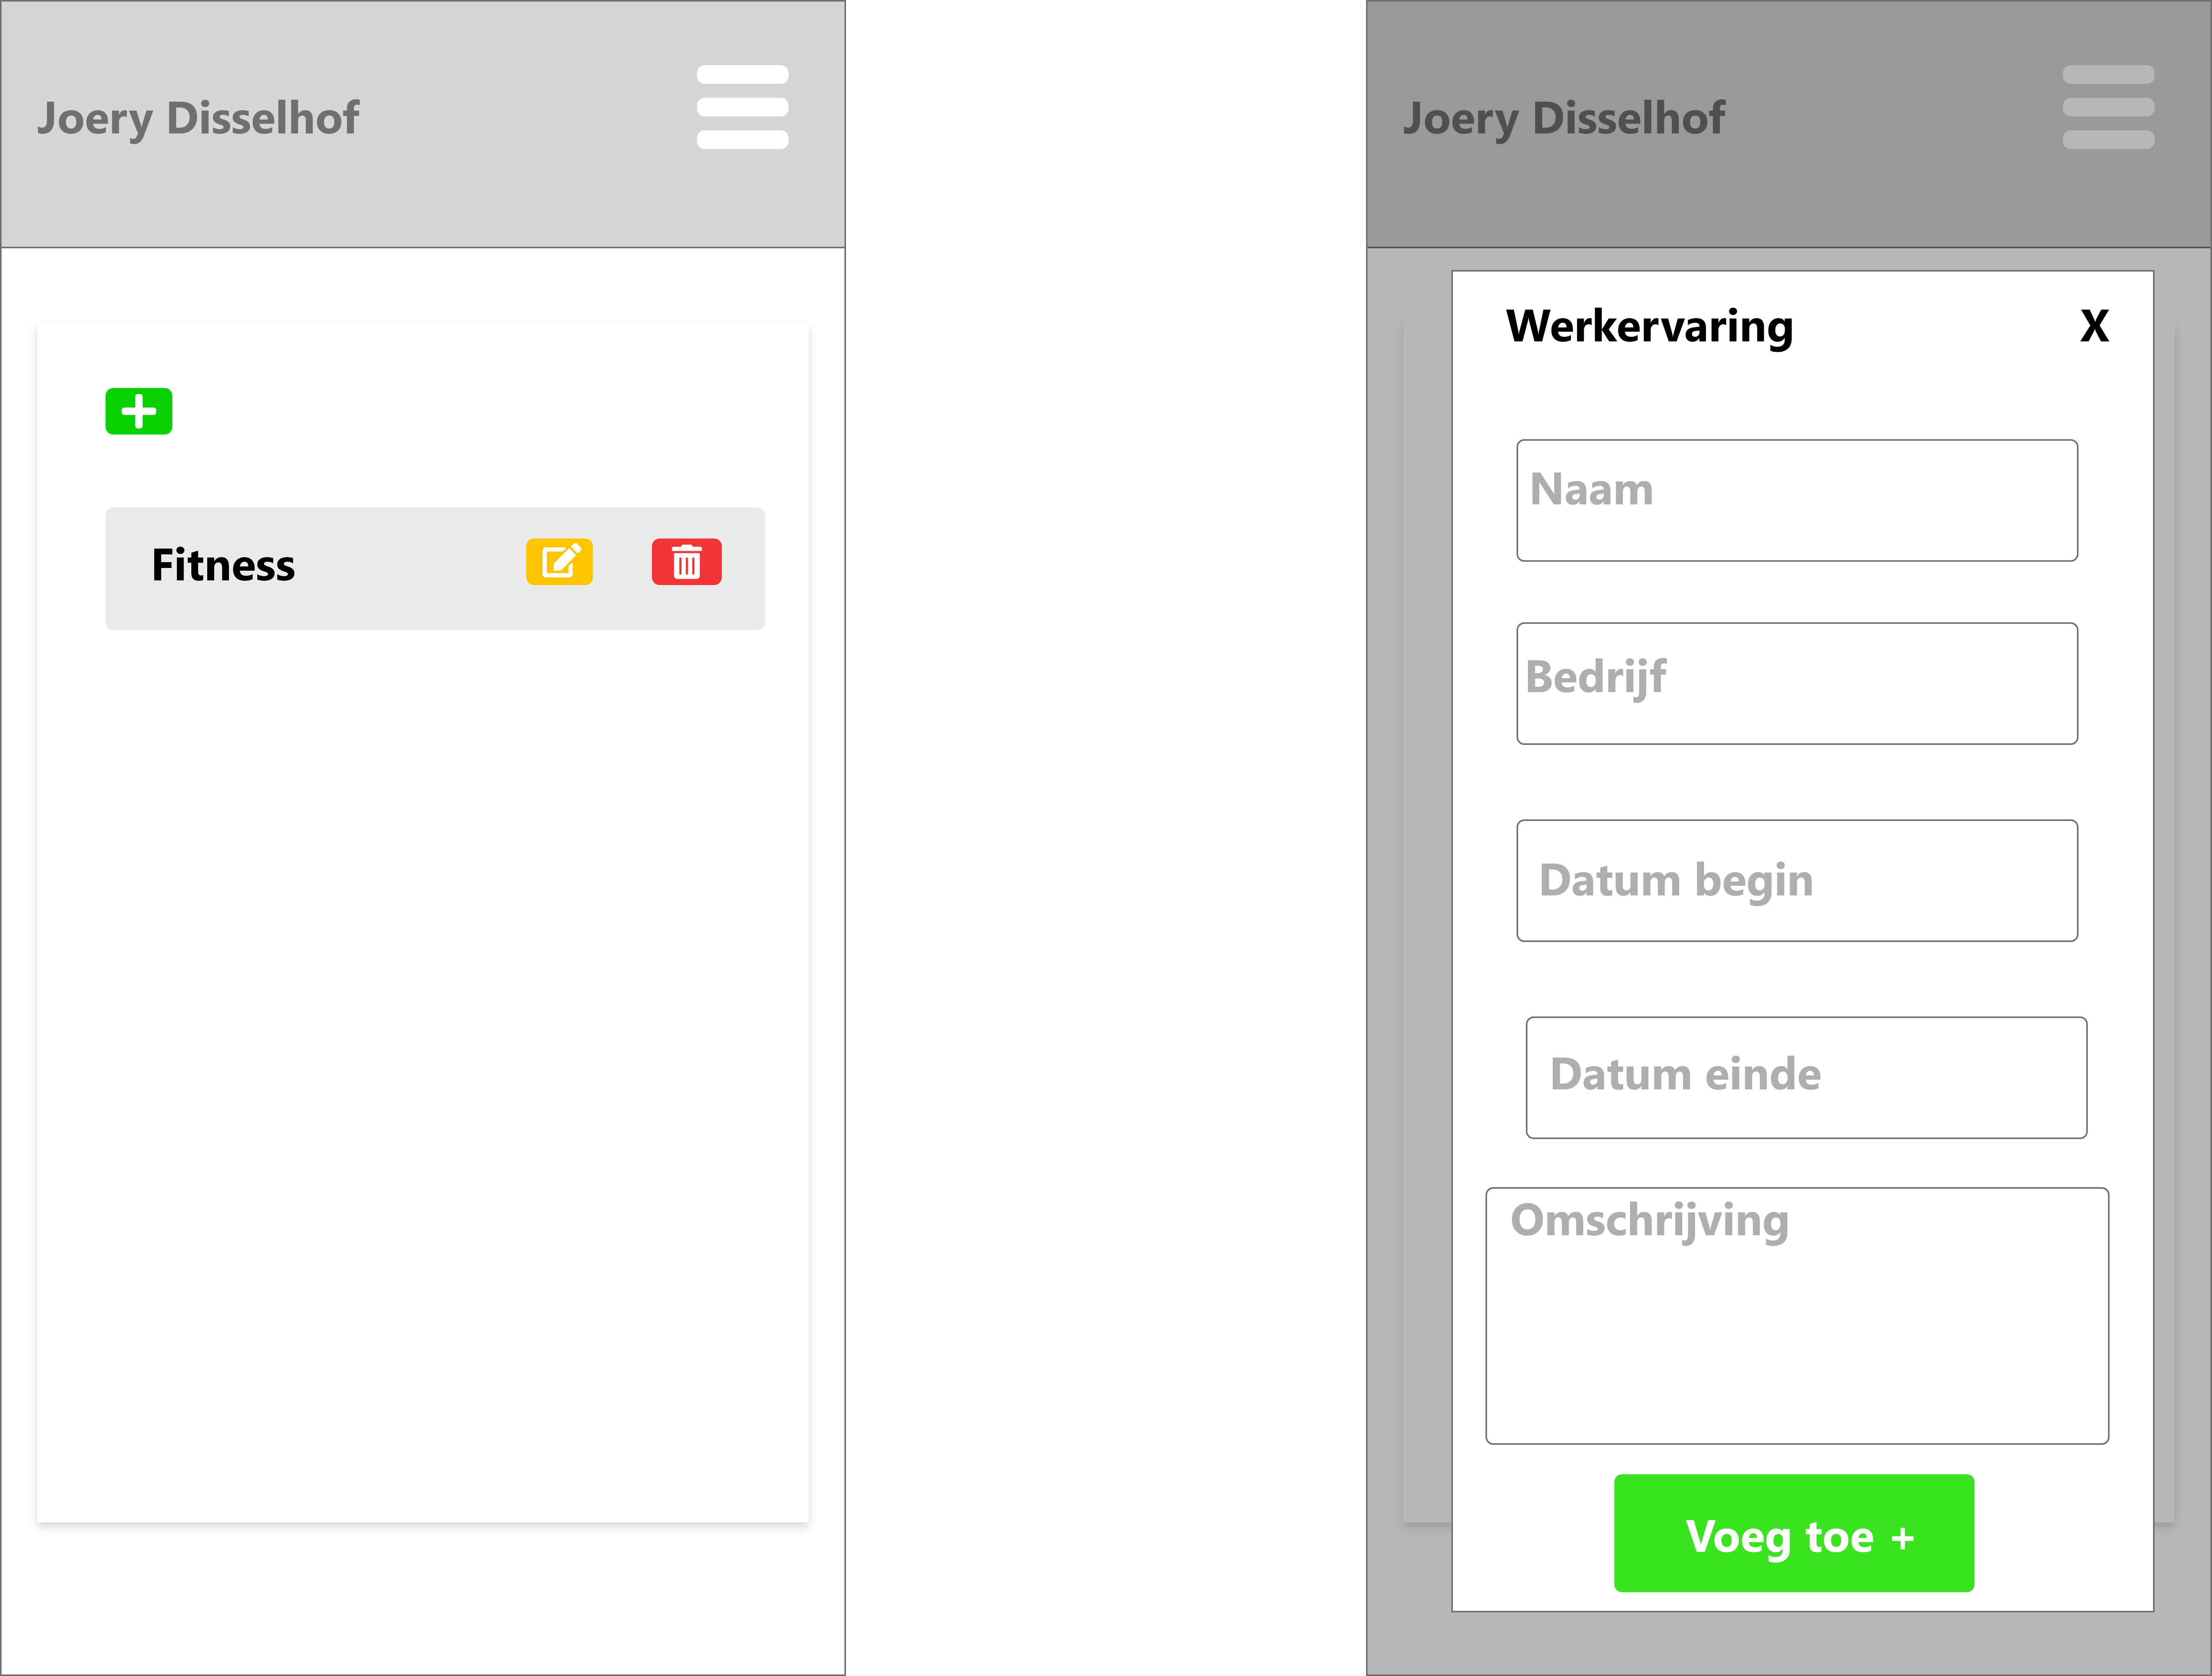 Joery Disselhof
Fitness
Joery Disselhof
Werkervaring X
Naam
Bedrijf
Datum begin
Datum einde
Omschrijving
Voeg toe +